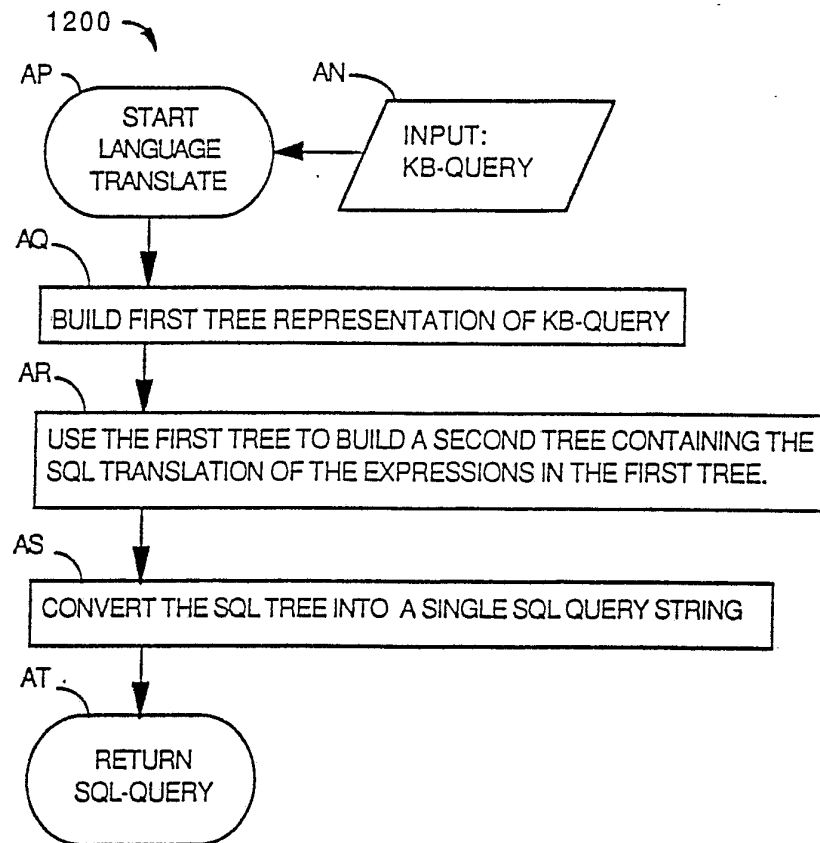 1200
AP
START
LANGUAGE
TRANSLATE
AN
INPUT:
KB-QUERY
AQ
BUILD FIRST TREE REPRESENTATION OF KB-QUERY
AR
USE THE FIRST TREE TO BUILD A SECOND TREE CONTAINING THE
SQL TRANSLATION OF THE EXPRESSIONS IN THE FIRST TREE.
AS
CONVERT THE SQL TREE INTO A SINGLE SQL QUERY STRING
AT
RETURN
SQL-QUERY